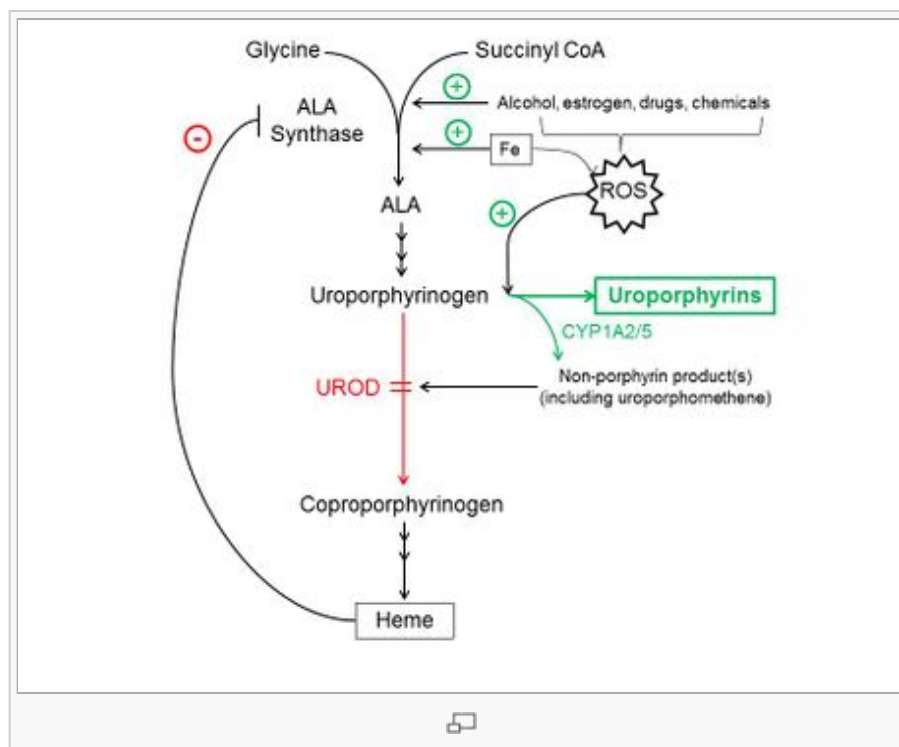 Glycine
Succinyl CoA
+
Alcohol, estrogen, drugs, chemicals
ALA
Synthase
-
+
Fe
ROS
ALA
+
Uroporphyrinogen
Uroporphyrins
CYP1A2/5
UROD
Non-porphyrin product(s)
(including uroporphomethene)
Coproporphyrinogen
Heme